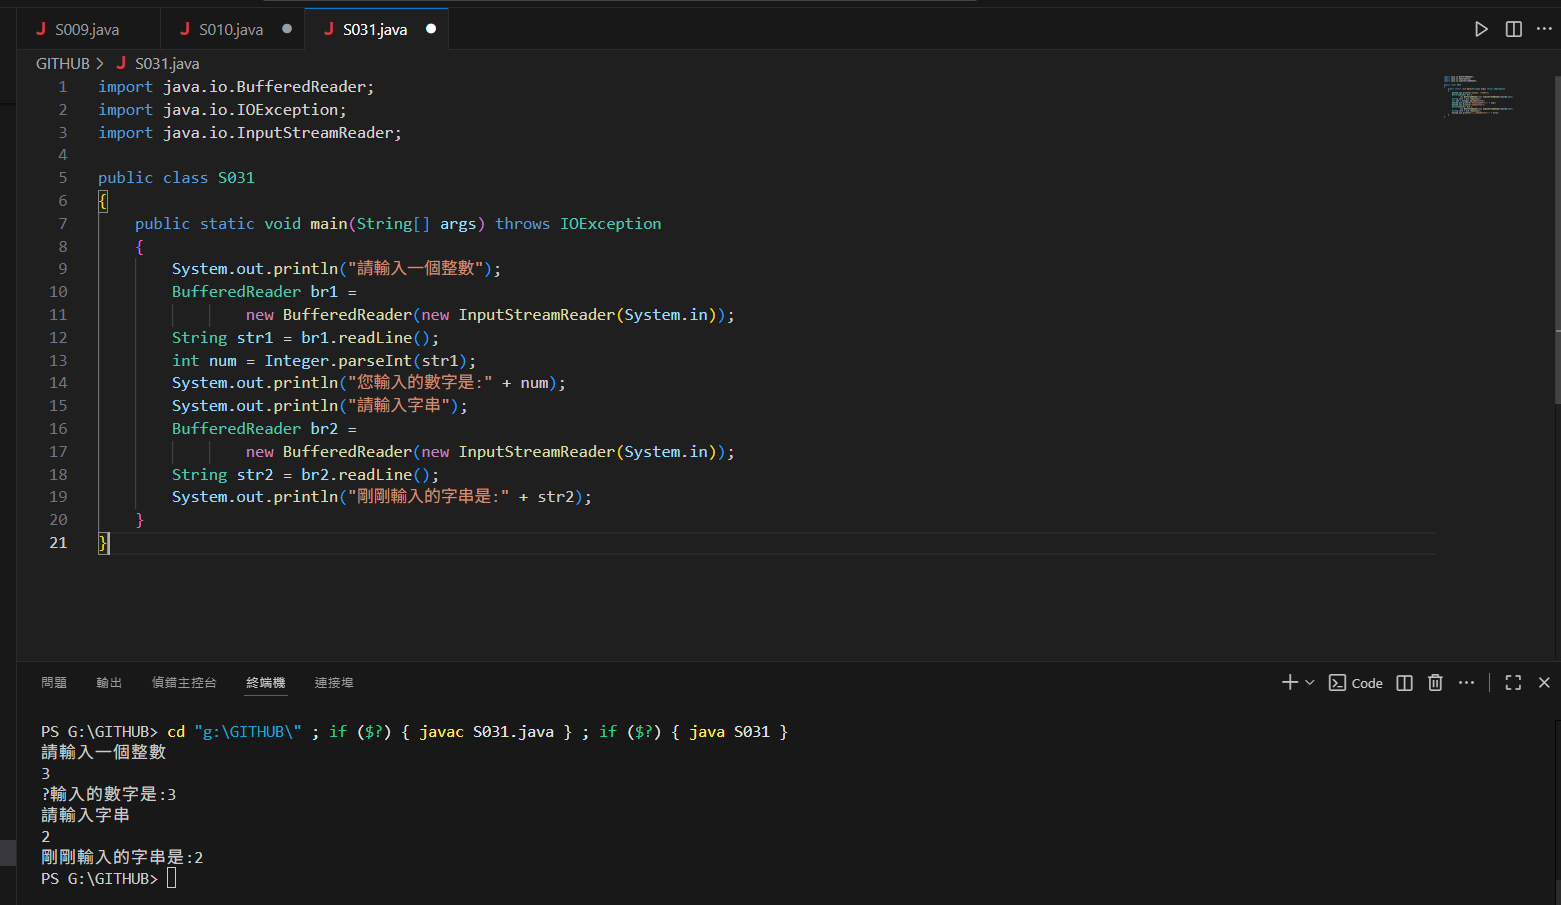 J S009.java J S010.java J S031.java
GITHUB > J S031.java
1 import java.io.BufferedReader;
2 import java.io.IOException;
3 import java.io.InputStreamReader;
4
5 public class S031
6 {
7 public static void main(String[] args) throws IOException
8 {
9 System.out.println("請輸入一個整數");
10 BufferedReader br1 =
11 new BufferedReader(new InputStreamReader(System.in));
12 String str1 = br1.readLine();
13 int num = Integer.parseInt(str1);
14 System.out.println("您輸入的數字是:" + num);
15 System.out.println("請輸入字串");
16 BufferedReader br2 =
17 new BufferedReader(new InputStreamReader(System.in));
18 String str2 = br2.readLine();
19 System.out.println("剛剛輸入的字串是:" + str2);
20 }
21 }
問題 輸出 偵錯主控台 終端機 連接埠 Code
PS G:\GITHUB> cd "g:\GITHUB\" ; if ($?) { javac S031.java } ; if ($?) { java S031 }
請輸入一個整數
3
?輸入的數字是:3
請輸入字串
2
剛剛輸入的字串是:2
PS G:\GITHUB>